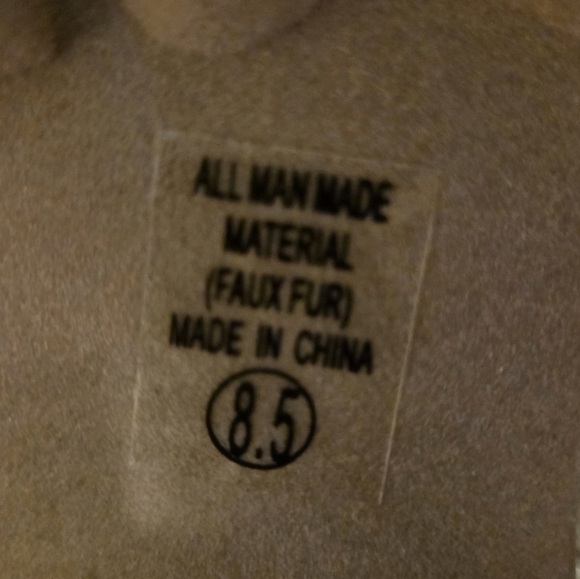 ALL MAN MADE
MATERIAL
(FAUX FUR)
MADE IN CHINA
8.5